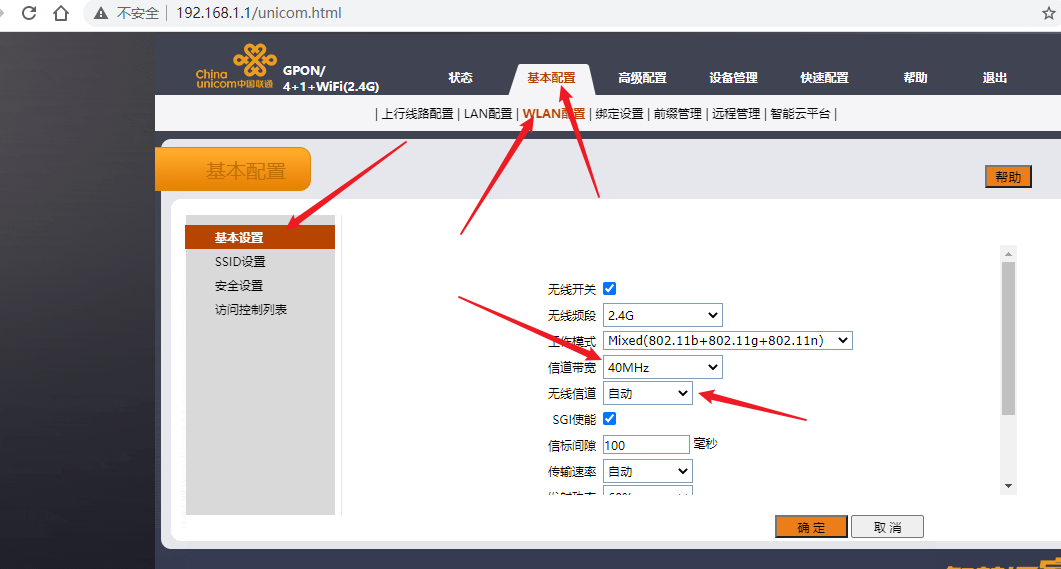 不安全 | 192.168.1.1/unicom.html
China unicom中国联通
GPON/
4+1+WiFi(2.4G)
状态 基本配置 高级配置 设备管理 快速配置 帮助 退出
| 上行线路配置 | LAN配置 | WLAN配置 | 绑定设置 | 前缀管理 | 远程管理 | 智能云平台 |
基本配置
帮助
基本设置
SSID设置
安全设置
访问控制列表
无线开关
无线频段 2.4G
工作模式 Mixed(802.11b+802.11g+802.11n)
信道带宽 40MHz
无线信道 自动
SGI使能
信标间隙 100 毫秒
传输速率 自动
确 定 取 消